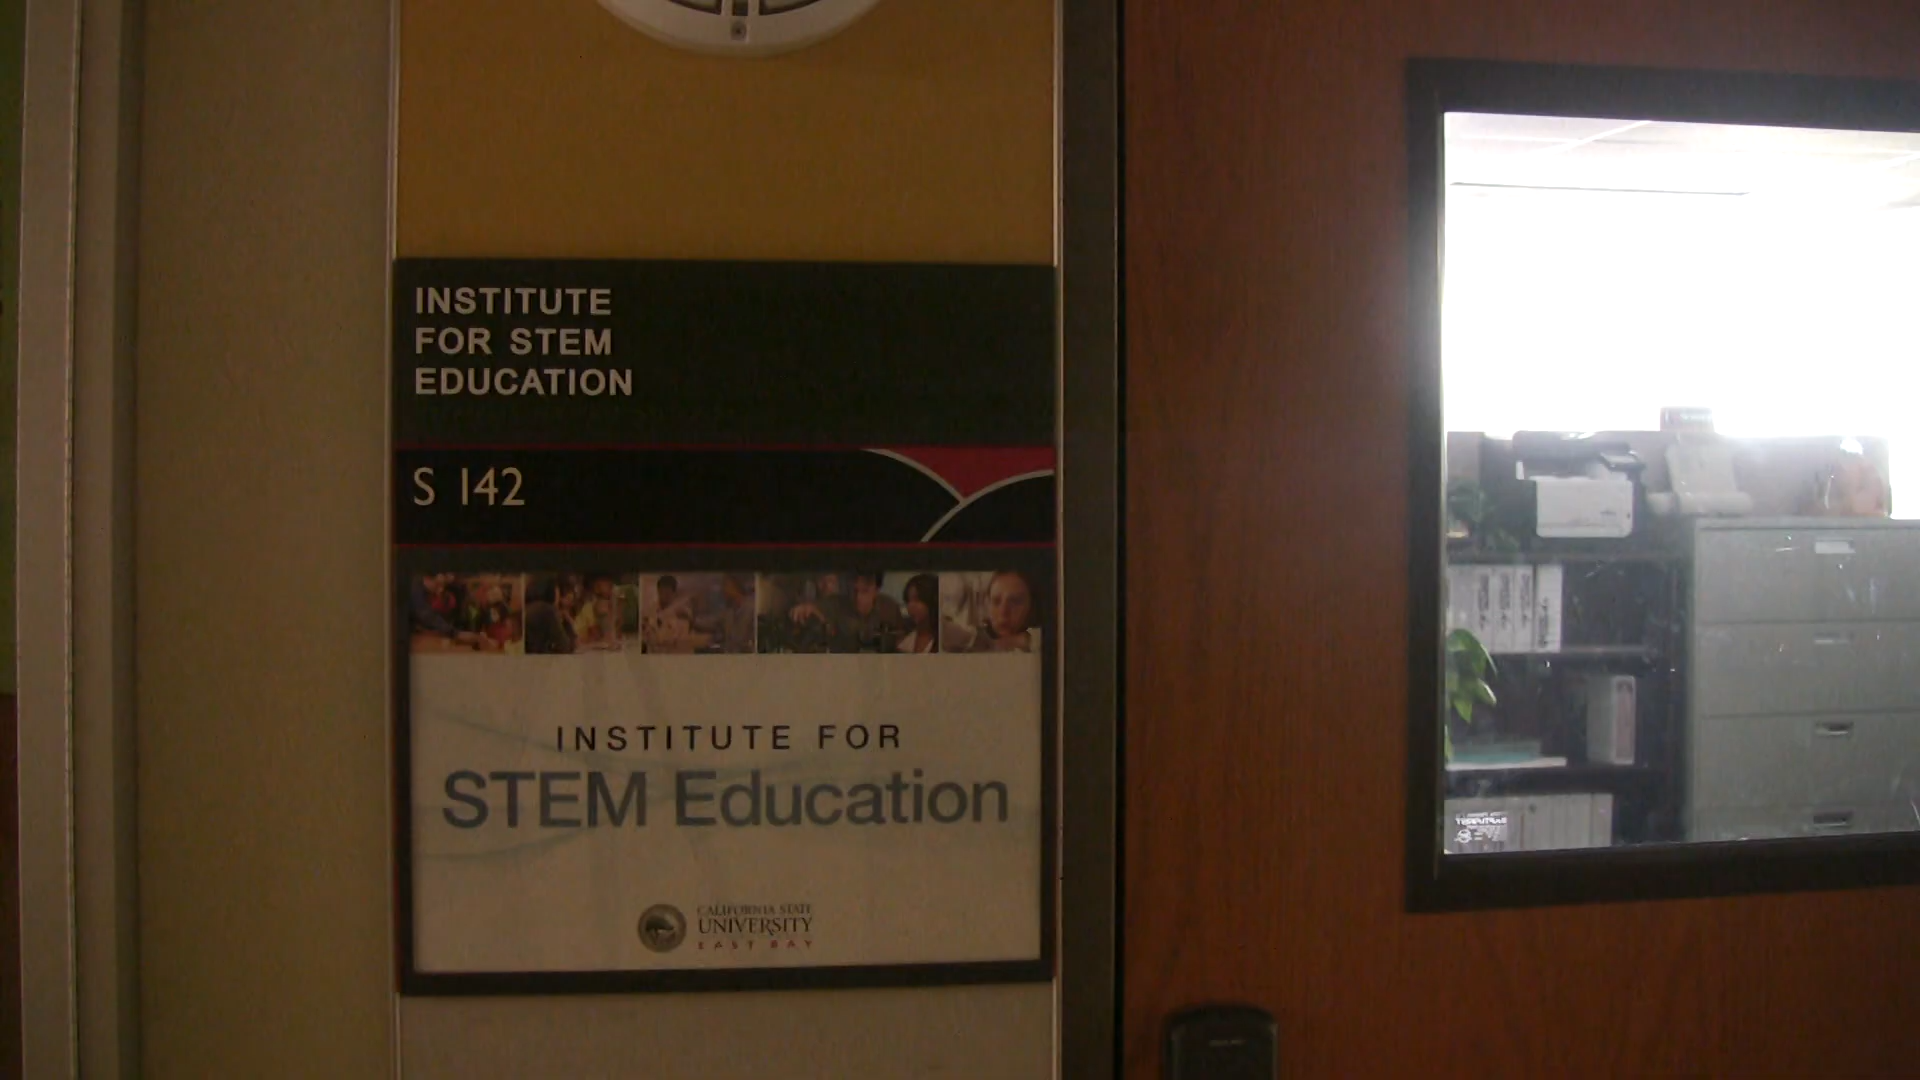 INSTITUTE
FOR STEM
EDUCATION
S 142
INSTITUTE FOR
STEM Education
CALIFORNIA STATE
UNIVERSITY
EAST BAY